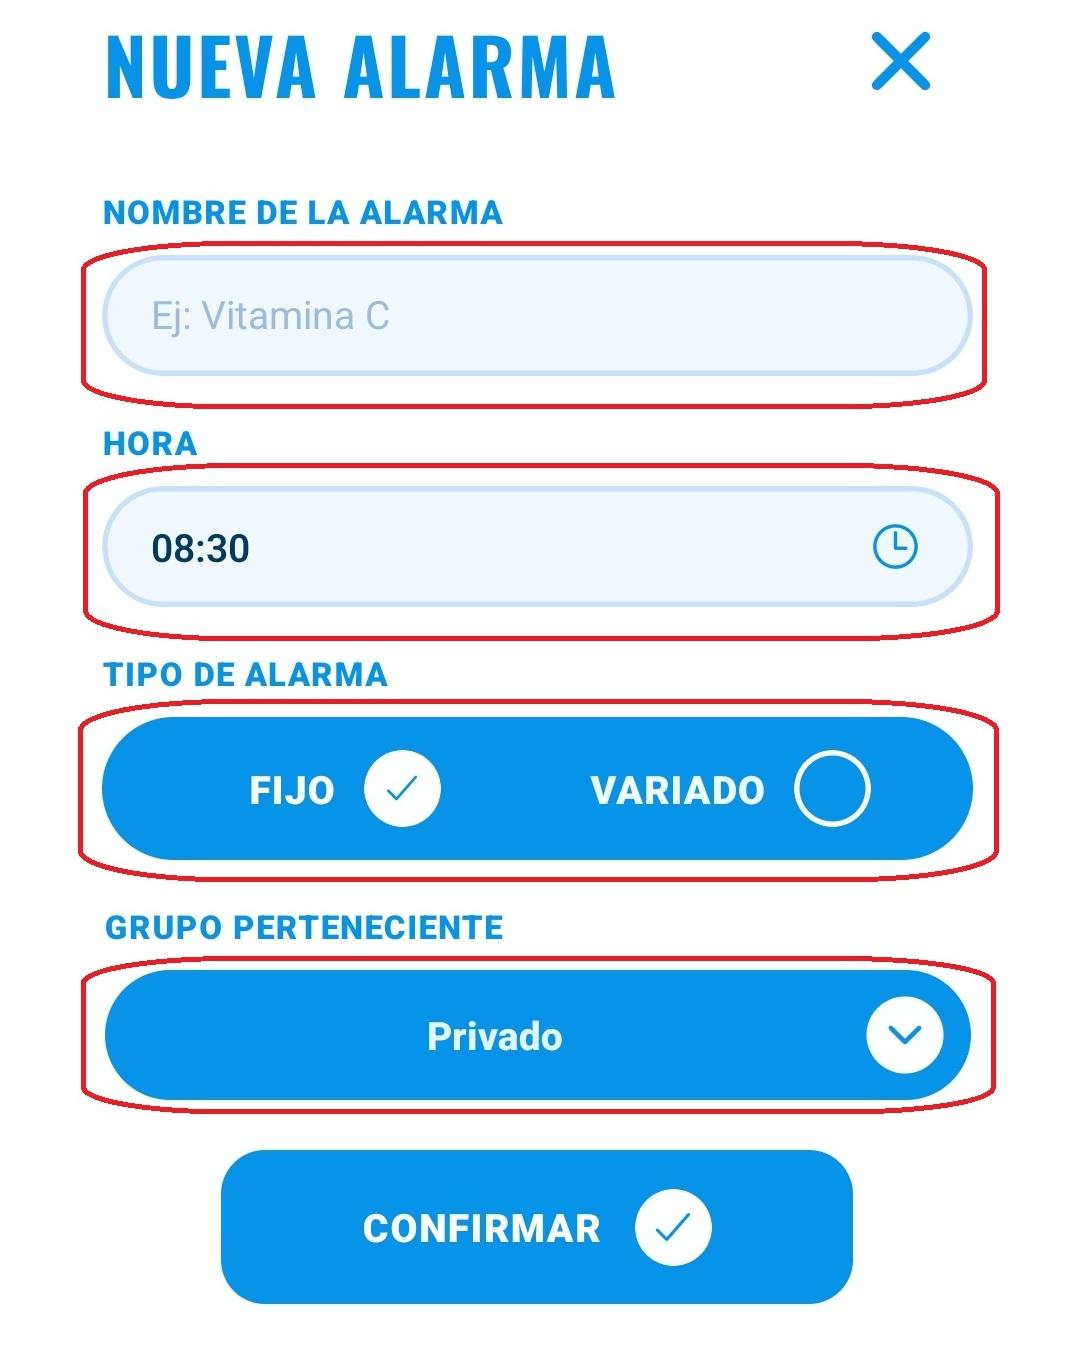 NUEVA ALARMA
NOMBRE DE LA ALARMA
Ej: Vitamina C
HORA
08:30
TIPO DE ALARMA
FIJO VARIADO
GRUPO PERTENECIENTE
Privado
CONFIRMAR